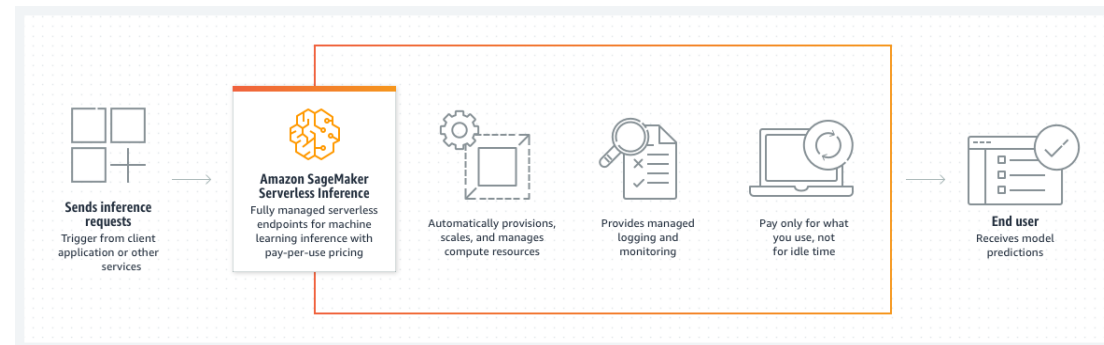 Sends inference
requests
Trigger from client
application or other
services
Amazon SageMaker
Serverless Inference
Fully managed serverless
endpoints for machine
learning inference with
pay-per-use pricing
Automatically provisions,
scales, and manages
compute resources
Provides managed
logging and
monitoring
Pay only for what
you use, not
for idle time
End user
Receives model
predictions